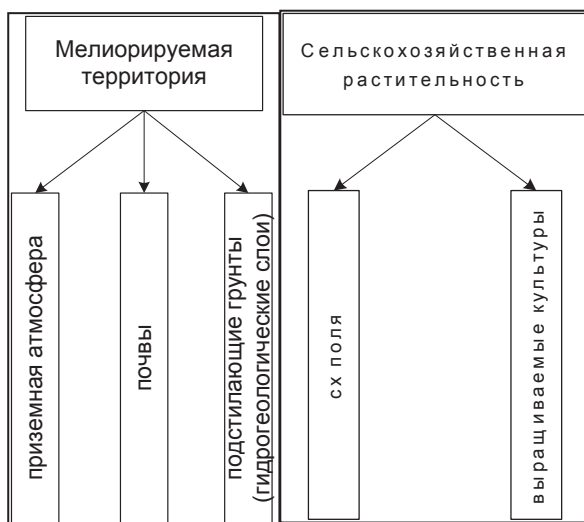 Мелиорируемая
территория
Сельскохозяйственная
растительность
приземная атмосфера
почвы
подстилающие грунты
(гидрогеологические слои)
сх поля
выращиваемые культуры